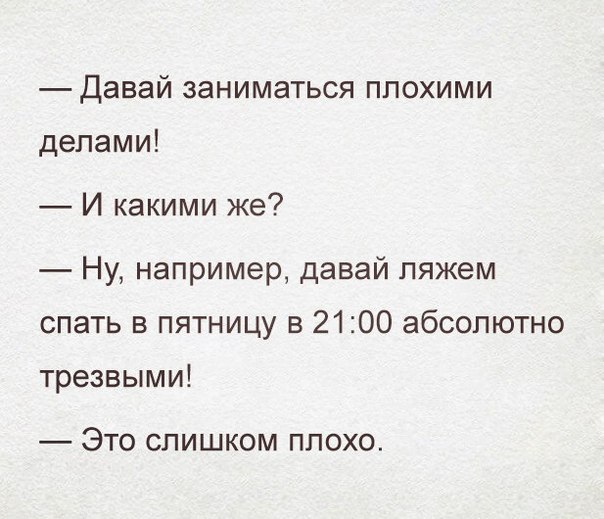 — Давай заниматься плохими
делами!
— И какими же?
— Ну, например, давай ляжем
спать в пятницу в 21:00 абсолютно
трезвыми!
— Это слишком плохо.